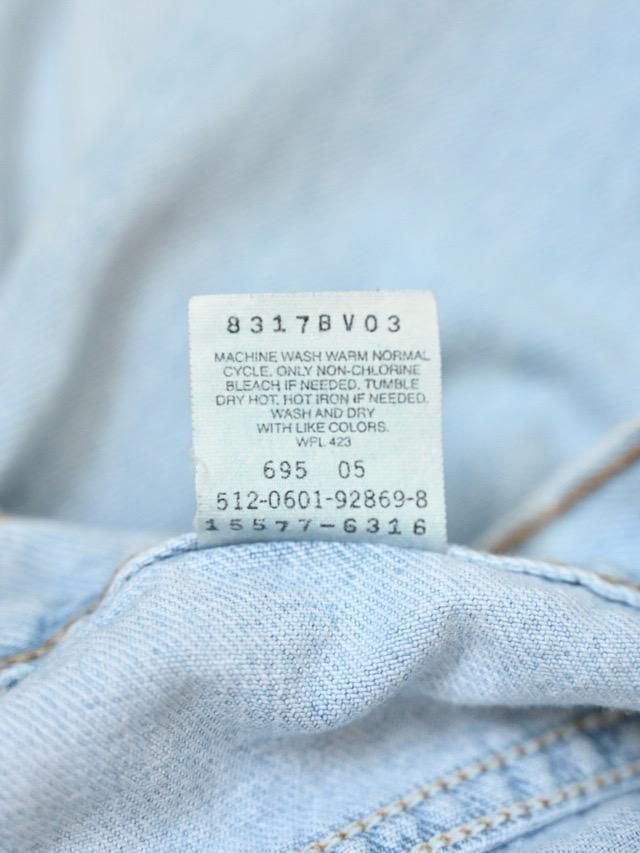 8317BV03
MACHINE WASH WARM NORMAL
CYCLE. ONLY NON-CHLORINE
BLEACH IF NEEDED. TUMBLE
DRY HOT. HOT IRON IF NEEDED.
WASH AND DRY
WITH LIKE COLORS.
WPL 423
695 05
512-0601-92869-8
15577-6316